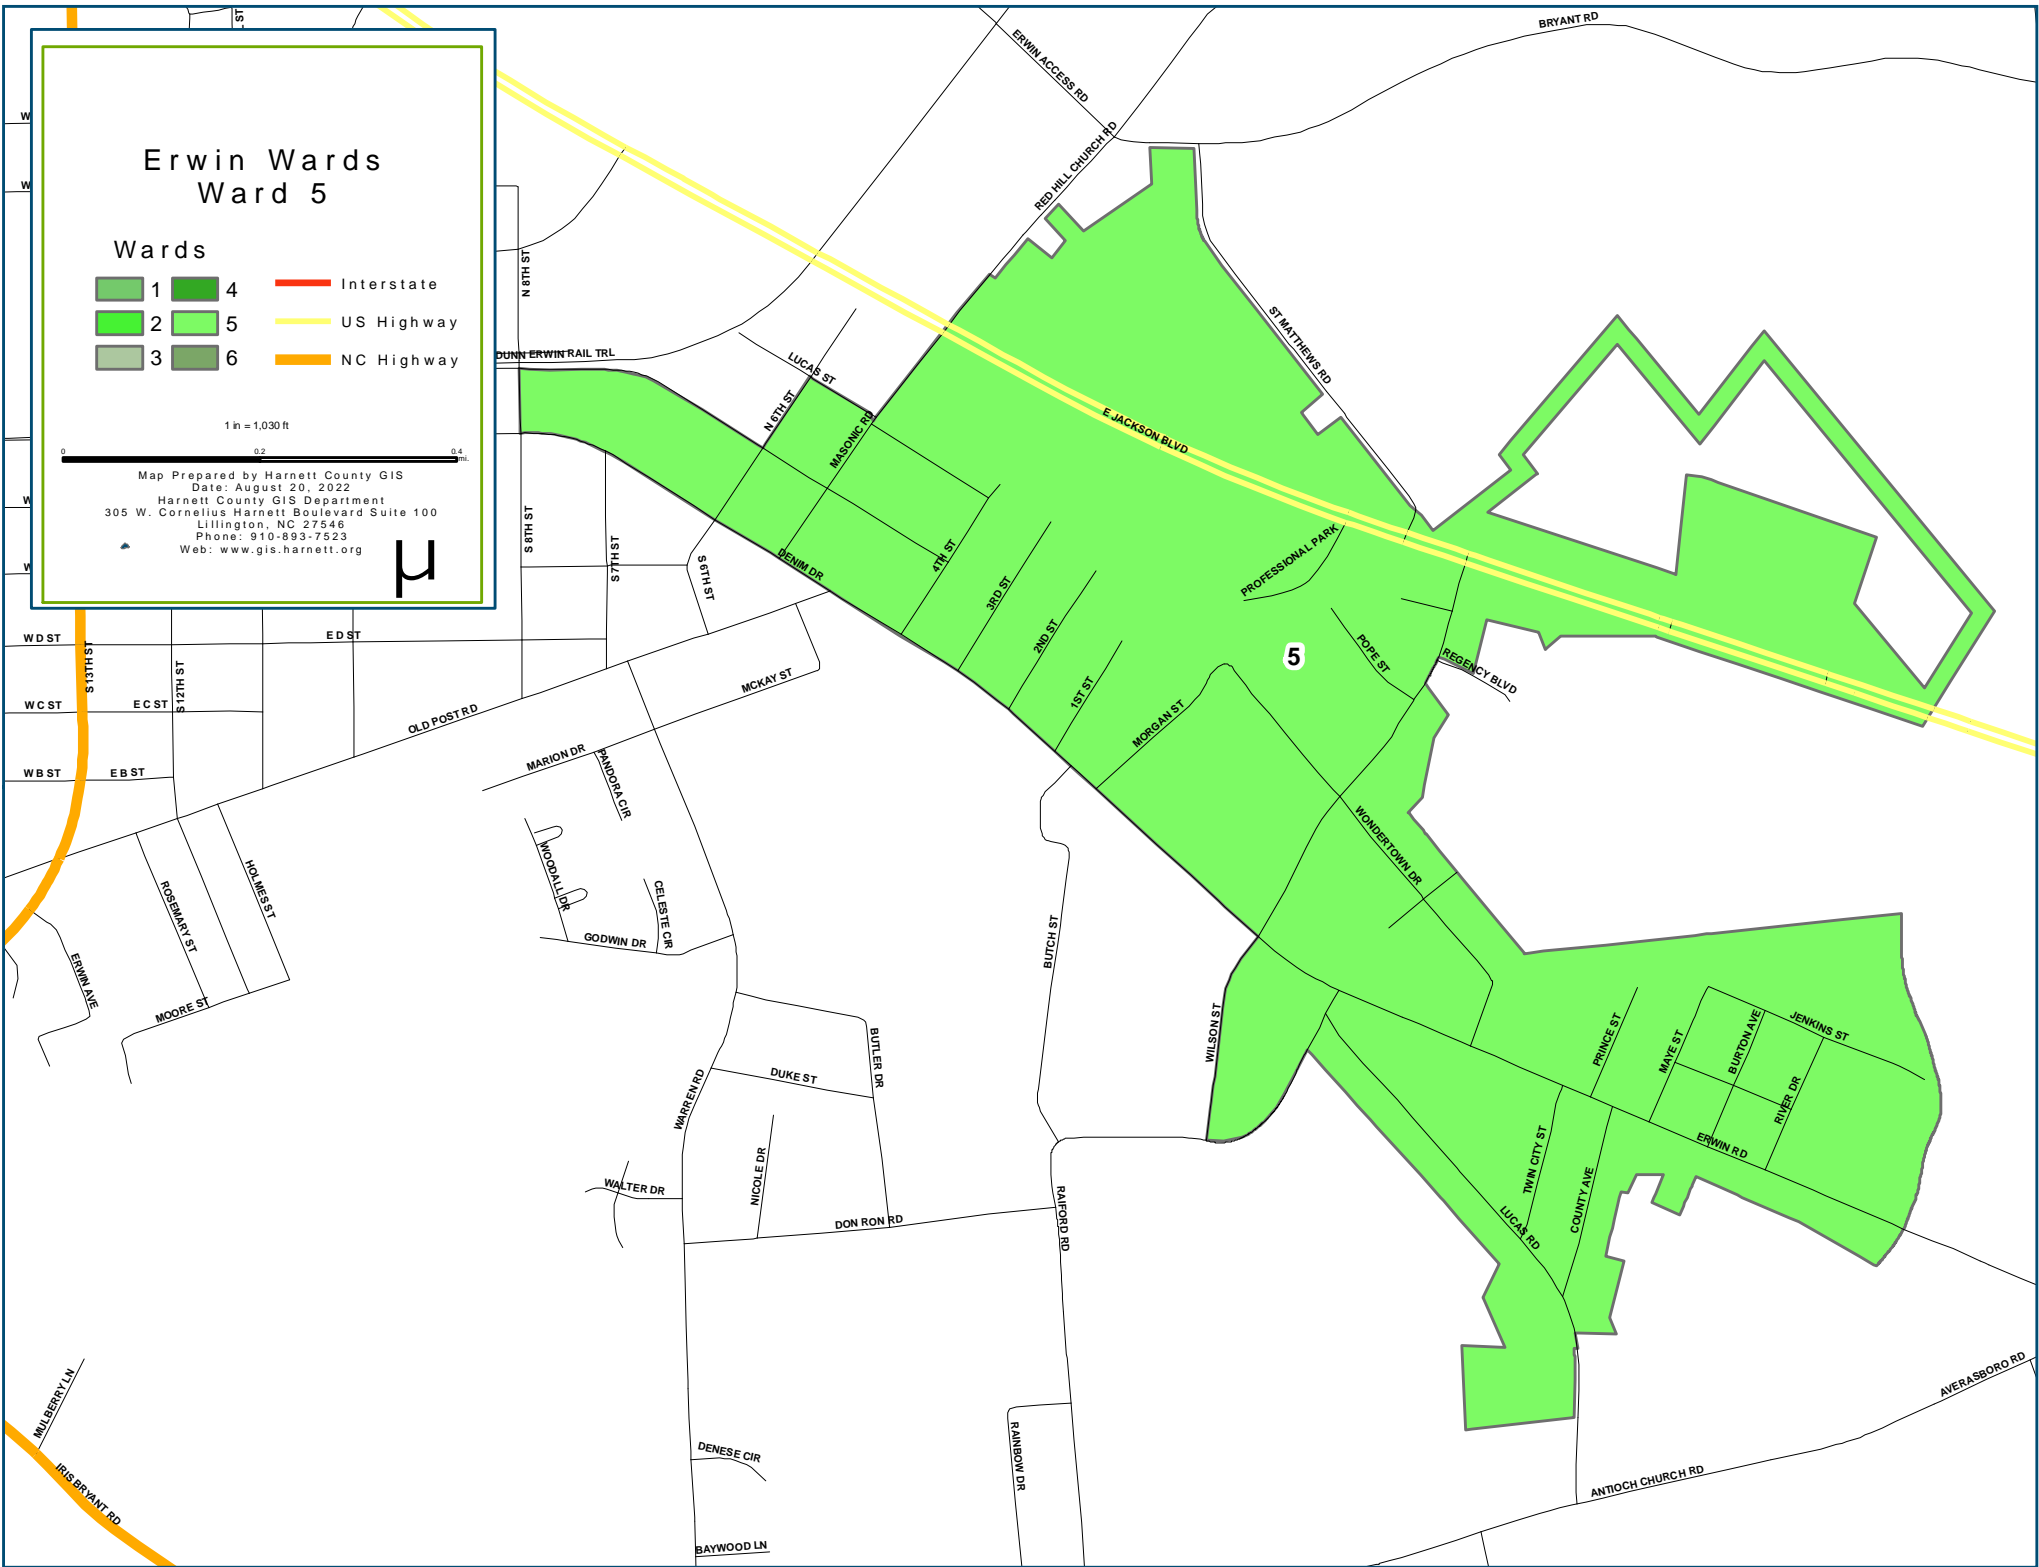 Erwin Wards
Ward 5
Wards
1
4
Interstate
2
5
US Highway
3
6
NC Highway
1 in = 1,030 ft
0
0.2
0.4
mi.
Map Prepared by Harnett County GIS
Date: August 20, 2022
Harnett County GIS Department
305 W. Cornelius Harnett Boulevard Suite 100
Lillington, NC 27546
Phone: 910-893-7523
Web: www.gis.harnett.org
µ
BRYANT RD
ERWIN ACCESS RD
RED HILL CHURCH RD
N 8TH ST
DUNN ERWIN RAIL TRL
LUCAS ST
N 6TH ST
MASONIC RD
ST MATTHEWS RD
E JACKSON BLVD
S 8TH ST
S 7TH ST
S 6TH ST
DENIM DR
4TH ST
3RD ST
2ND ST
1ST ST
PROFESSIONAL PARK
POPE ST
REGENCY BLVD
5
MORGAN ST
WONDERTOWN DR
W D ST
E D ST
S 13TH ST
S 12TH ST
W C ST
E C ST
W B ST
E B ST
OLD POST RD
MCKAY ST
MARION DR
PANDORA CIR
WOODALL DR
CELESTE CIR
GODWIN DR
HOLMES ST
ROSEMARY ST
ERWIN AVE
MOORE ST
BUTCH ST
WILSON ST
BUTLER DR
DUKE ST
WARREN RD
NICOLE DR
WALTER DR
DON RON RD
RAIFORD RD
PRINCE ST
MAYE ST
BURTON AVE
JENKINS ST
RIVER DR
ERWIN RD
TWIN CITY ST
COUNTY AVE
LUCAS RD
MULBERRY LN
IRIS BRYANT RD
DENESE CIR
RAINBOW DR
BAYWOOD LN
ANTIOCH CHURCH RD
AVERASBORO RD